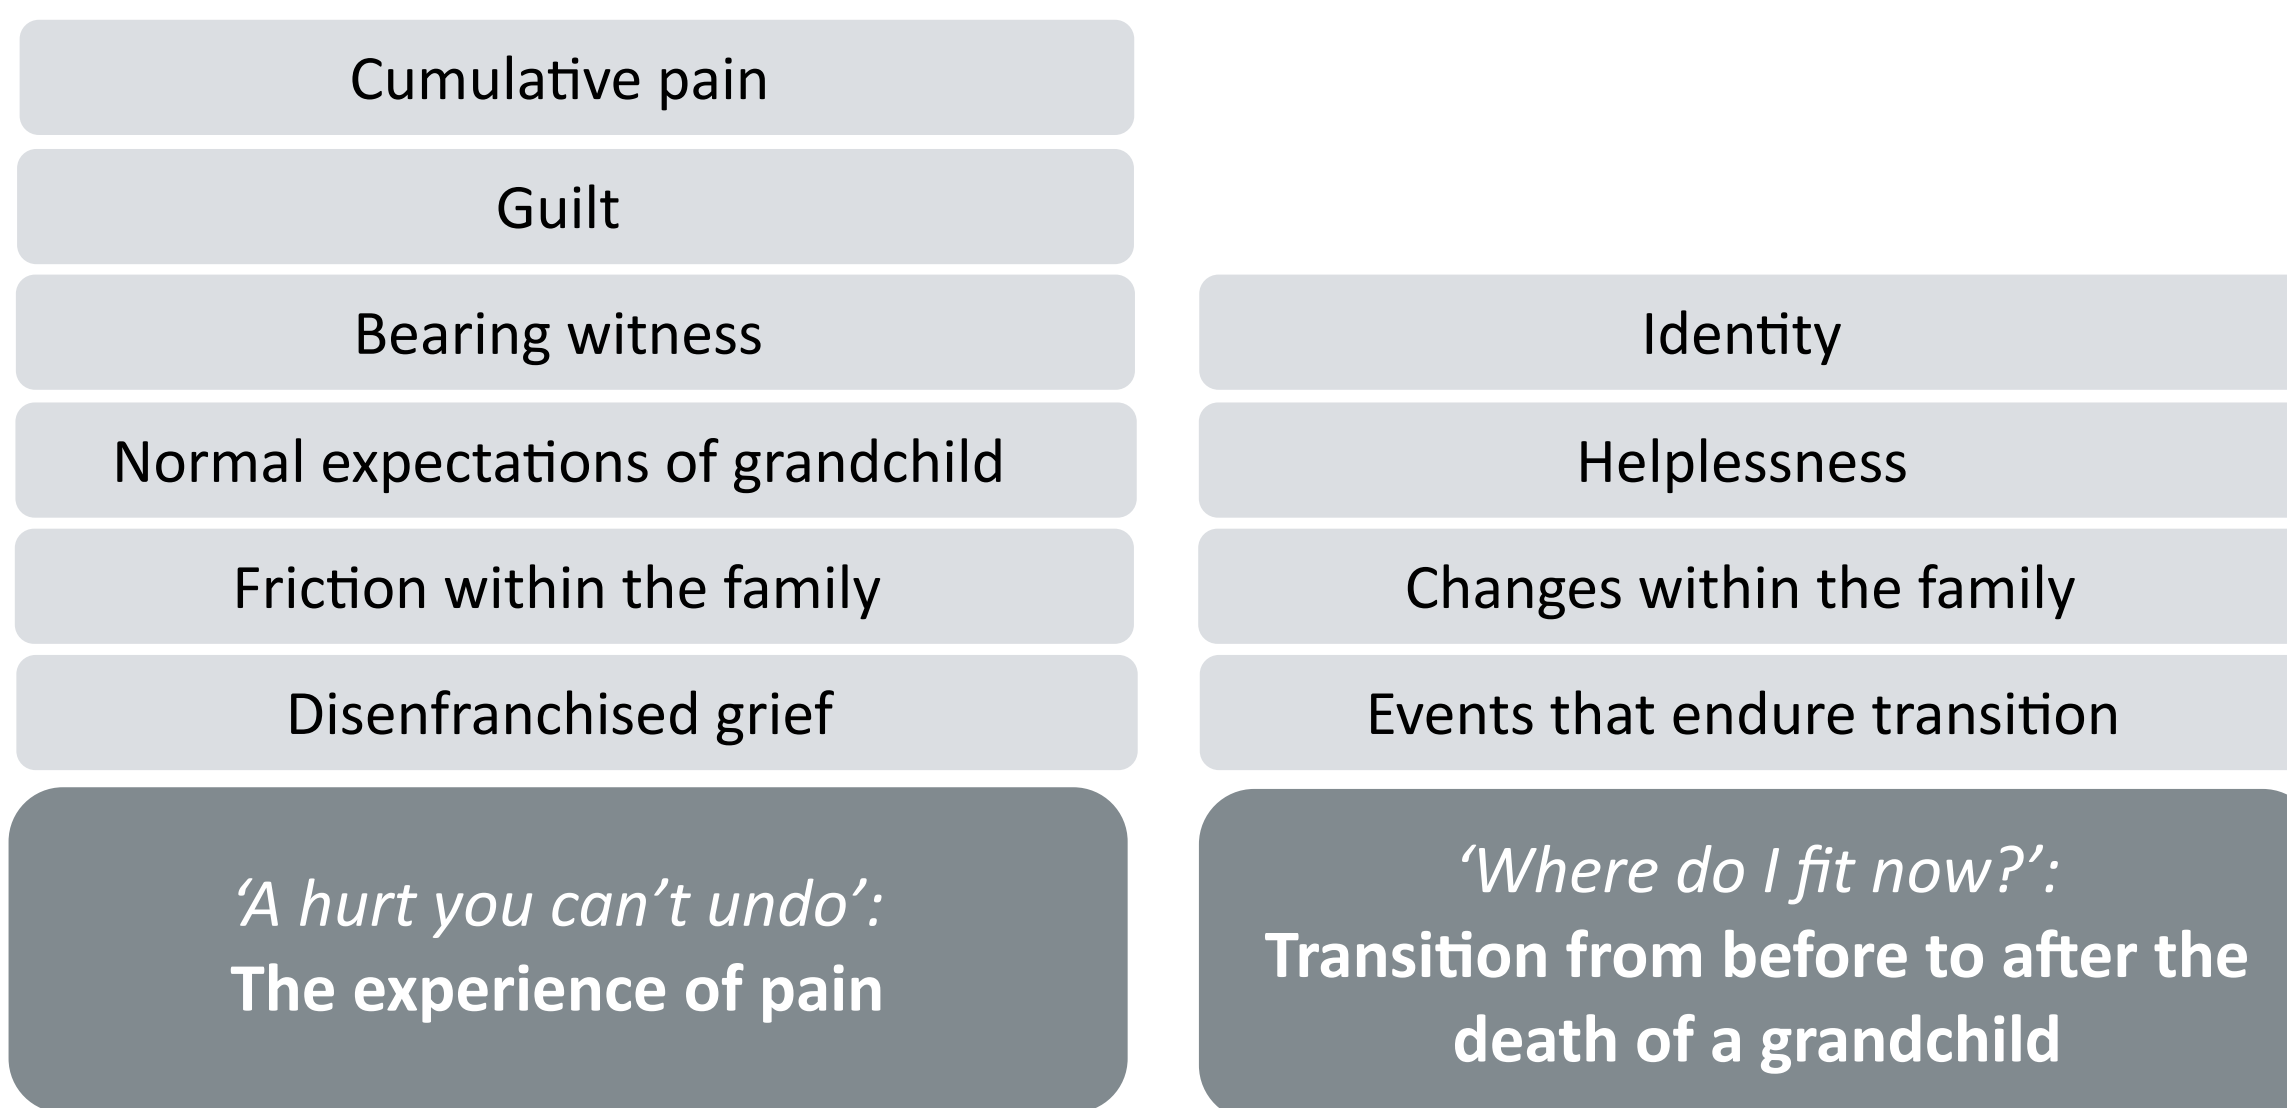 Cumulative pain
Guilt
Bearing witness
Normal expectations of grandchild
Friction within the family
Disenfranchised grief
‘A hurt you can’t undo’:
The experience of pain
Identity
Helplessness
Changes within the family
Events that endure transition
‘Where do I fit now?’:
Transition from before to after the
death of a grandchild